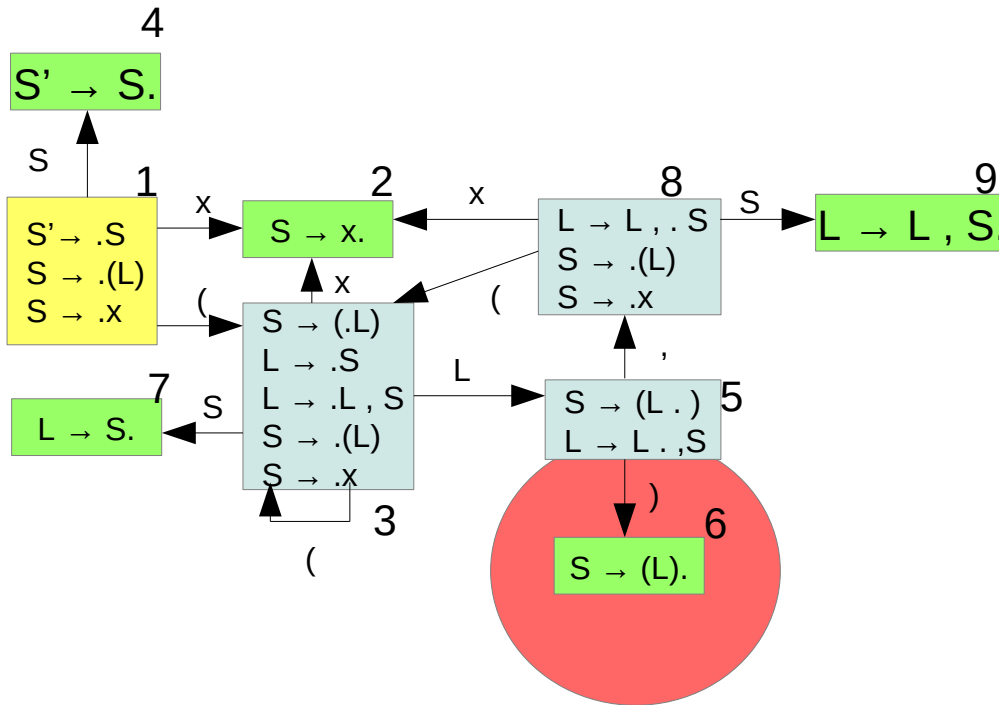 4
S’ → S.
S
1
S’→ .S
S → .(L)
S → .x
x
(
2
S → x.
x
8
L → L , . S
S → .(L)
S → .x
x
(
S
9
L → L , S.
S → (.L)
L → .S
L → .L , S
S → .(L)
S → .x
3
(
7
L → S.
S
L
,
S → (L . )
L → L . ,S
5
)
6
S → (L).